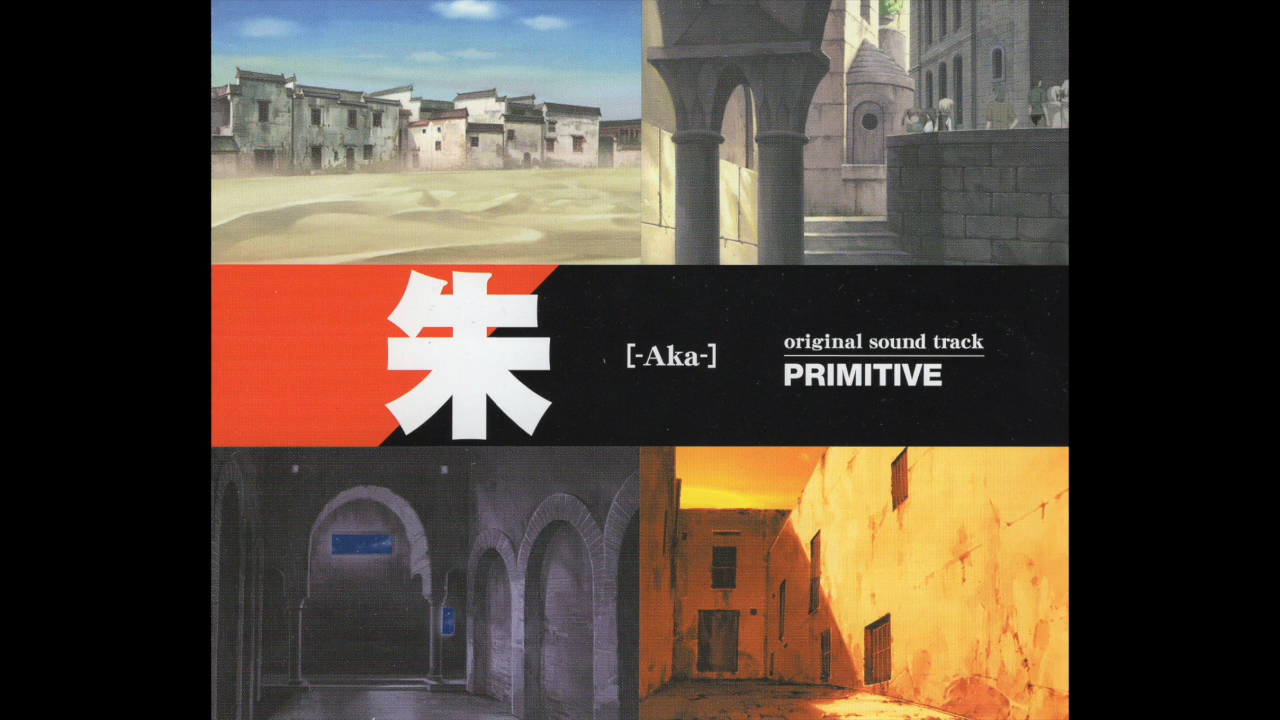 朱
[-Aka-]
original sound track
PRIMITIVE